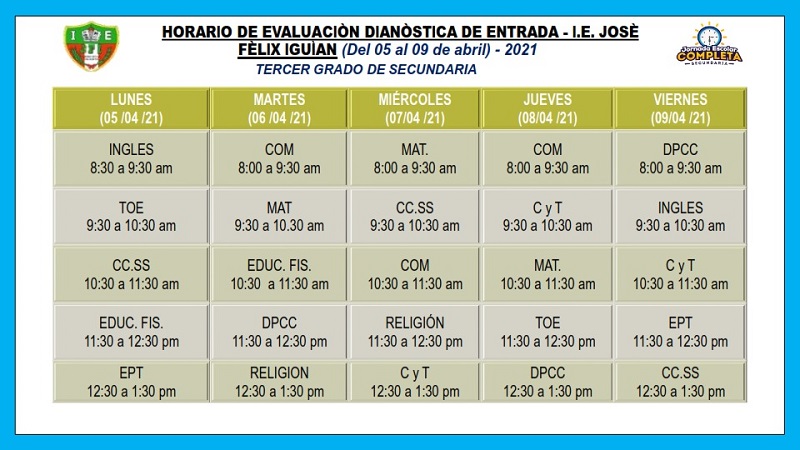 HORARIO DE EVALUACIÒN DIANÒSTICA DE ENTRADA - I.E. JOSÈ
FÈLIX IGUÌAN (Del 05 al 09 de abril) - 2021
TERCER GRADO DE SECUNDARIA
I E
Jornada Escolar
COMPLETA
SECUNDARIA
LUNES MARTES MIÉRCOLES JUEVES VIERNES
(05 /04 /21) (06 /04 /21) (07/04 /21) (08/04 /21) (09/04 /21)
INGLES COM MAT. COM DPCC
8:30 a 9:30 am 8:00 a 9:30 am 8:00 a 9:30 am 8:00 a 9:30 am 8:00 a 9:30 am
TOE MAT CC.SS C y T INGLES
9:30 a 10:30 am 9:30 a 10.30 am 9:30 a 10:30 am 9:30 a 10:30 am 9:30 a 10:30 am
CC.SS EDUC. FIS. COM MAT. C y T
10:30 a 11:30 am 10:30 a 11:30 am 10:30 a 11:30 am 10:30 a 11:30 am 10:30 a 11:30 am
EDUC. FIS. DPCC RELIGIÓN TOE EPT
11:30 a 12:30 pm 11:30 a 12:30 pm 11:30 a 12:30 pm 11:30 a 12:30 pm 11:30 a 12:30 pm
EPT RELIGION C y T DPCC CC.SS
12:30 a 1:30 pm 12:30 a 1:30 pm 12:30 a 1:30 pm 12:30 a 1:30 pm 12:30 a 1:30 pm